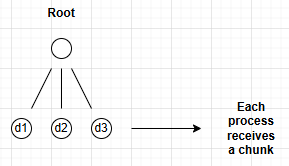 Root
d1 d2 d3
Each
process
receives
a chunk